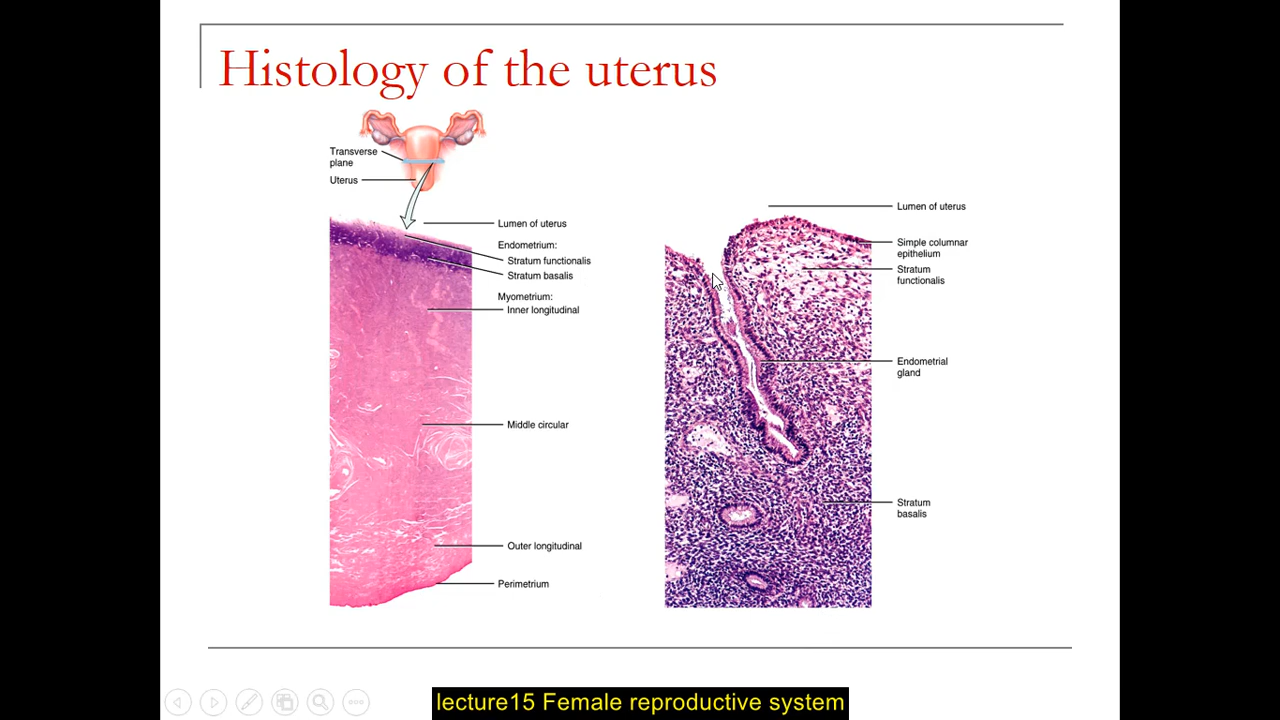 Histology of the uterus
Transverse
plane
Uterus
Lumen of uterus
Endometrium:
Stratum functionalis
Stratum basalis
Myometrium:
Inner longitudinal
Middle circular
Outer longitudinal
Perimetrium
Lumen of uterus
Simple columnar
epithelium
Stratum
functionalis
Endometrial
gland
Stratum
basalis
lecture15 Female reproductive system